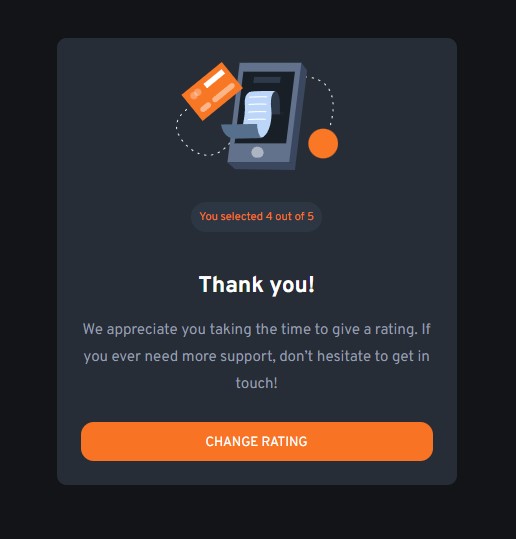 You selected 4 out of 5
Thank you!
We appreciate you taking the time to give a rating. If
you ever need more support, don't hesitate to get in
touch!
CHANGE RATING